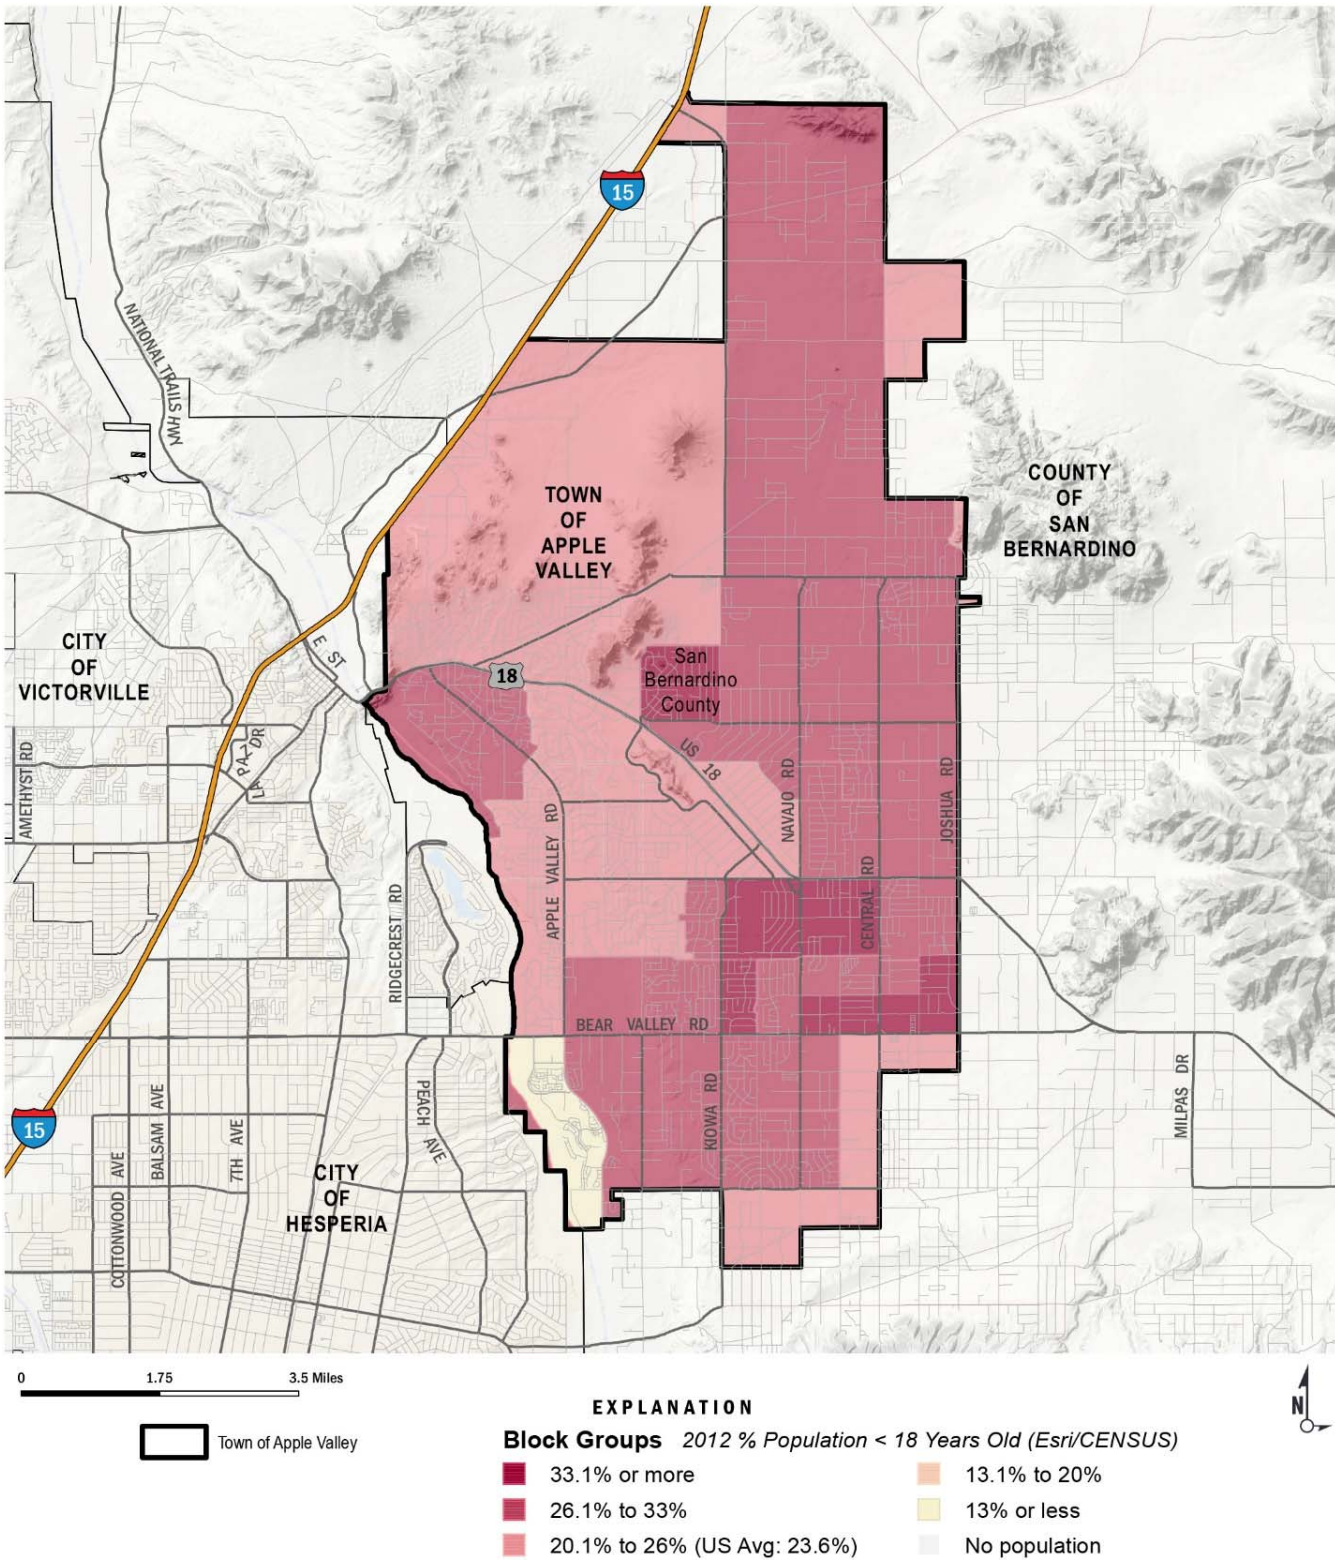 15
NATIONAL TRAILS HWY
TOWN
OF
APPLE
VALLEY
COUNTY
OF
SAN
BERNARDINO
CITY
OF
VICTORVILLE
E ST
18
San
Bernardino
County
US 18
LA PAZ DR
AMETHYST RD
NAVAJO RD
JOSHUA RD
APPLE VALLEY RD
CENTRAL RD
RIDGECREST RD
BEAR VALLEY RD
KIOWA RD
MILPAS DR
PEACH AVE
15
BALSAM AVE
7TH AVE
COTTONWOOD AVE
CITY
OF
HESPERIA
0 1.75 3.5 Miles
N
Town of Apple Valley
EXPLANATION
Block Groups 2012 % Population < 18 Years Old (Esri/CENSUS)
33.1% or more
26.1% to 33%
20.1% to 26% (US Avg: 23.6%)
13.1% to 20%
13% or less
No population